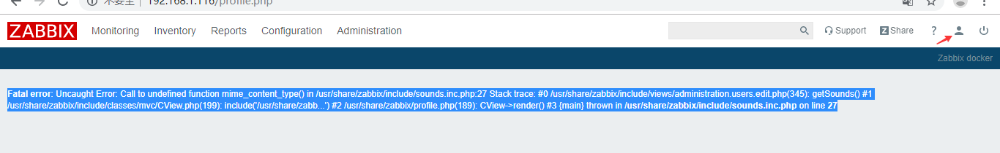 不安全 | 192.168.1.116/profile.php
ZABBIX Monitoring Inventory Reports Configuration Administration Support Z Share ?
Zabbix docker
Fatal error: Uncaught Error: Call to undefined function mime_content_type() in /usr/share/zabbix/include/sounds.inc.php:27 Stack trace: #0 /usr/share/zabbix/include/views/administration.users.edit.php(345): getSounds() #1
/usr/share/zabbix/include/classes/mvc/CView.php(199): include('/usr/share/zabb...') #2 /usr/share/zabbix/profile.php(189): CView->render() #3 {main} thrown in /usr/share/zabbix/include/sounds.inc.php on line 27